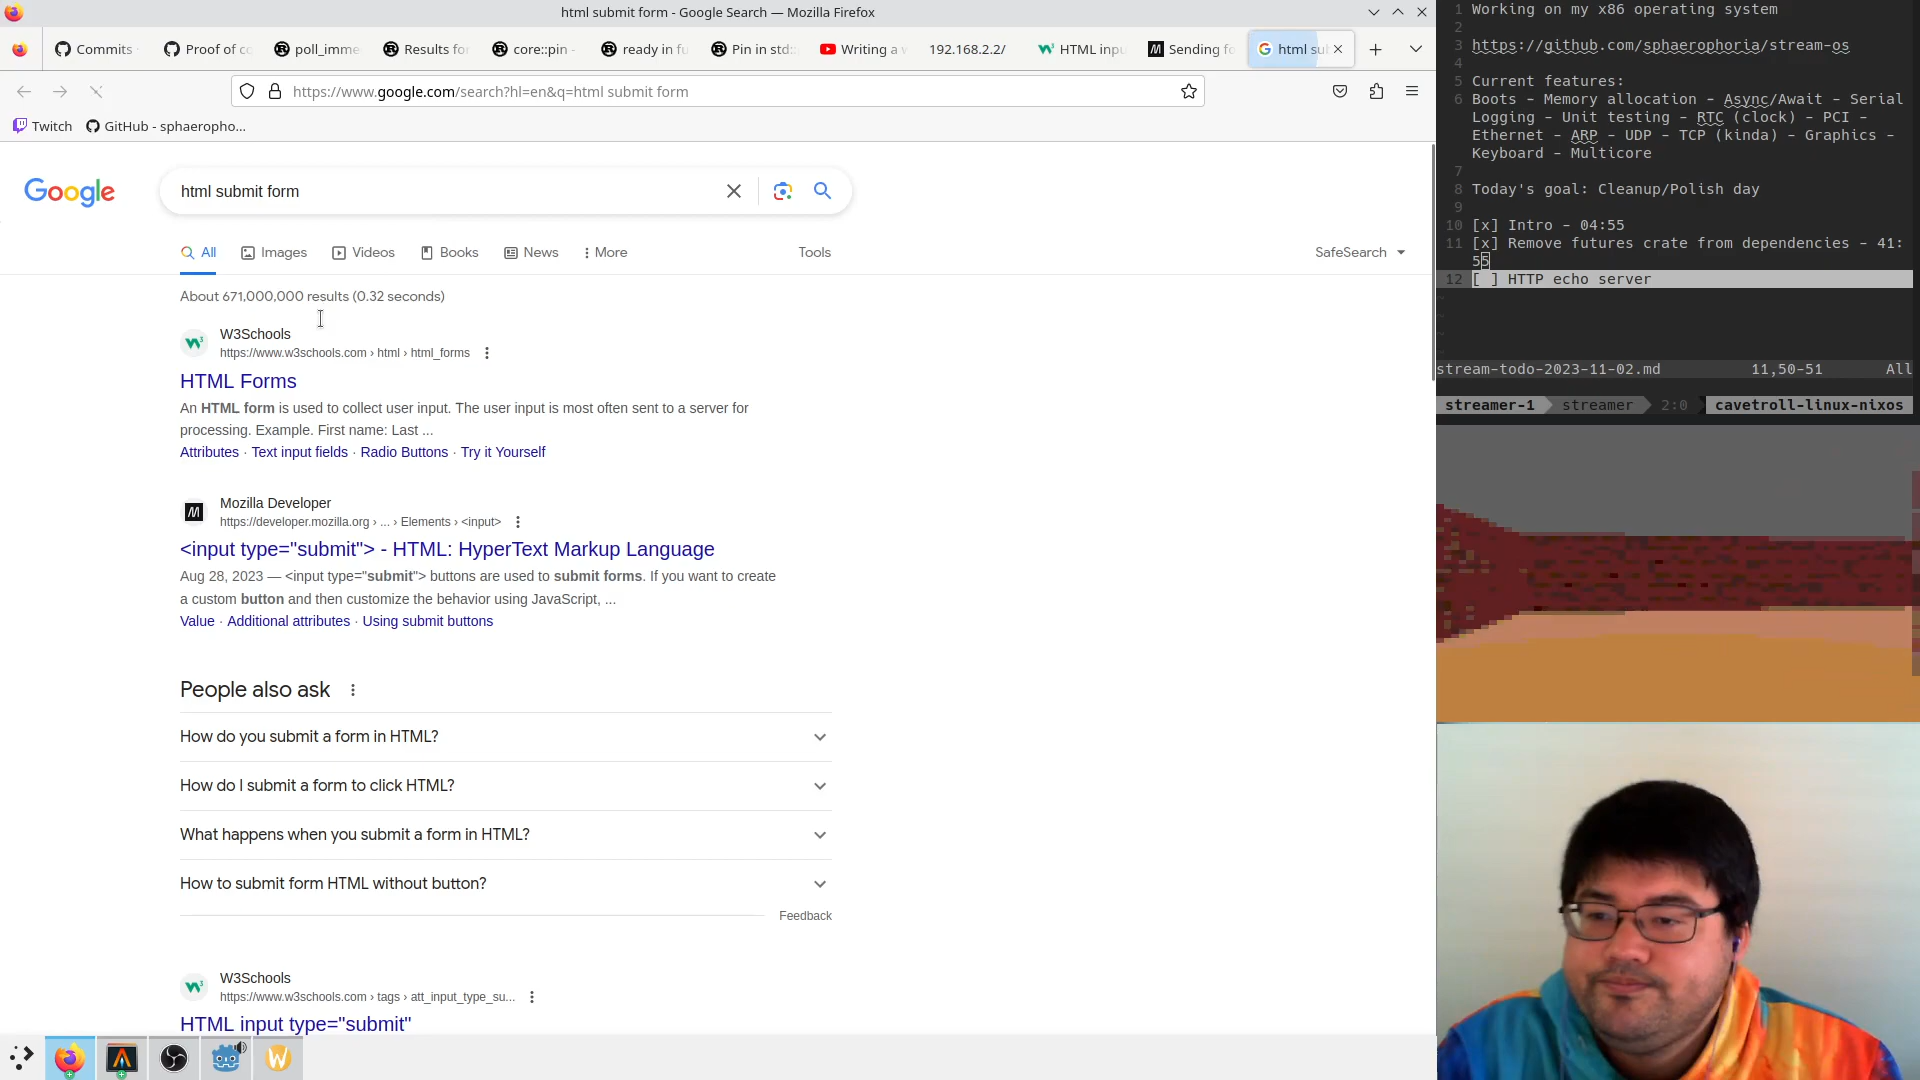 html submit form - Google Search — Mozilla Firefox
Commits
Proof of co
poll_imme
Results for
core::pin -
ready in fu
Pin in std::
Writing a w
192.168.2.2/
HTML inpu
Sending fo
html su
https://www.google.com/search?hl=en&q=html submit form
Twitch
GitHub - sphaeropho...
Google
html submit form
All
Images
Videos
Books
News
More
Tools
SafeSearch
About 671,000,000 results (0.32 seconds)
W3Schools
https://www.w3schools.com › html › html_forms
HTML Forms
An HTML form is used to collect user input. The user input is most often sent to a server for
processing. Example. First name: Last ...
Attributes · Text input fields · Radio Buttons · Try it Yourself
Mozilla Developer
https://developer.mozilla.org › ... › Elements › <input>
<input type="submit"> - HTML: HyperText Markup Language
Aug 28, 2023 — <input type="submit"> buttons are used to submit forms. If you want to create
a custom button and then customize the behavior using JavaScript, ...
Value · Additional attributes · Using submit buttons
People also ask
How do you submit a form in HTML?
How do I submit a form to click HTML?
What happens when you submit a form in HTML?
How to submit form HTML without button?
Feedback
W3Schools
https://www.w3schools.com › tags › att_input_type_su...
HTML input type="submit"
1 Working on my x86 operating system
2
3 https://github.com/sphaerophoria/stream-os
4
5 Current features:
6 Boots - Memory allocation - Async/Await - Serial
Logging - Unit testing - RTC (clock) - PCI -
Ethernet - ARP - UDP - TCP (kinda) - Graphics -
Keyboard - Multicore
7
8 Today's goal: Cleanup/Polish day
9
10 [x] Intro - 04:55
11 [x] Remove futures crate from dependencies - 41:
55
12 [ ] HTTP echo server
~
~
~
~
stream-todo-2023-11-02.md 11,50-51 All
streamer-1 streamer 2:0 cavetroll-linux-nixos